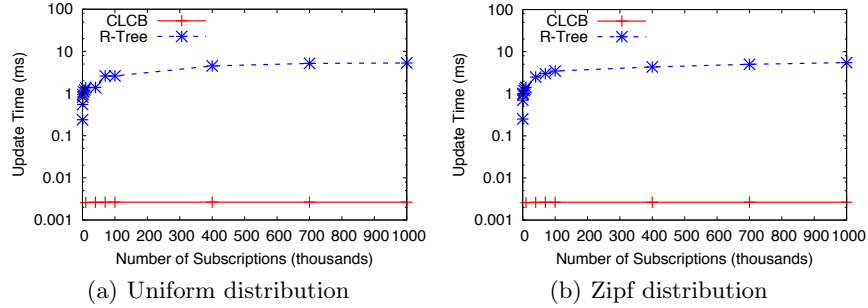 CLCB
R-Tree
100
10
1
0.1
0.01
0.001
Update Time (ms)
0 100 200 300 400 500 600 700 800 900 1000
Number of Subscriptions (thousands)
(a) Uniform distribution
CLCB
R-Tree
100
10
1
0.1
0.01
0.001
Update Time (ms)
0 100 200 300 400 500 600 700 800 900 1000
Number of Subscriptions (thousands)
(b) Zipf distribution